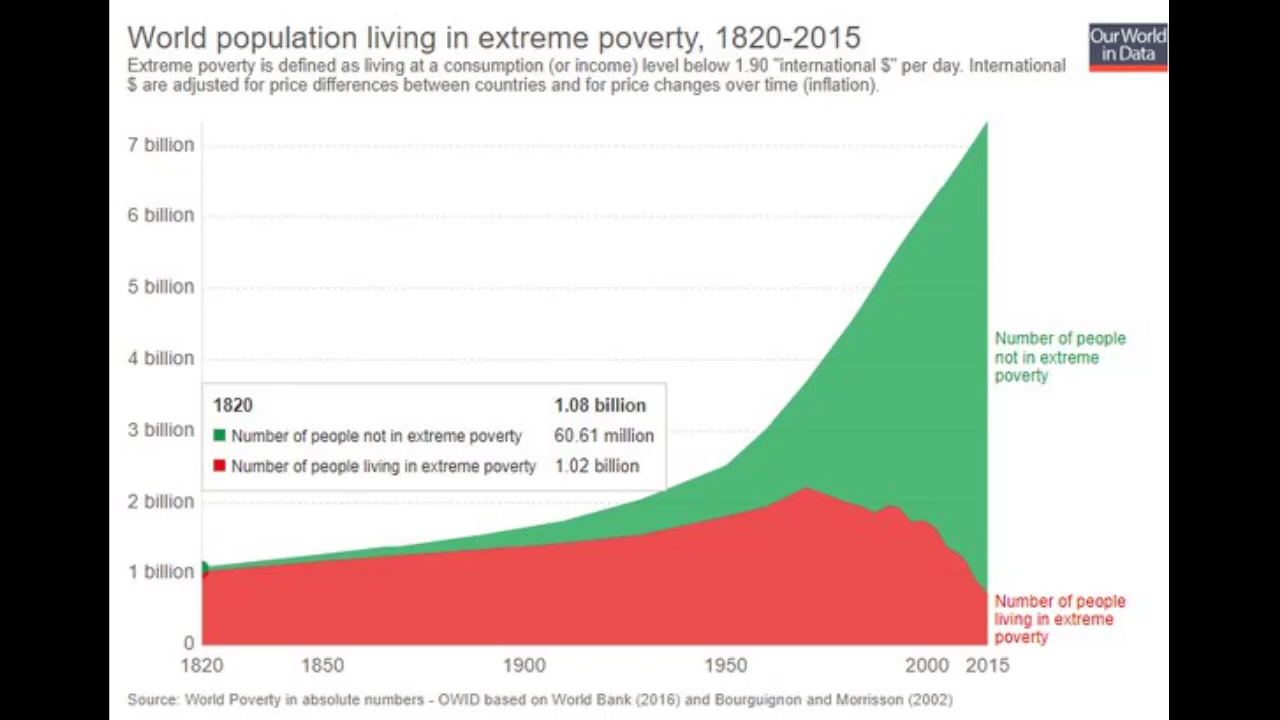 World population living in extreme poverty, 1820-2015
Our World
in Data
Extreme poverty is defined as living at a consumption (or income) level below 1.90 "international $" per day. International
$ are adjusted for price differences between countries and for price changes over time (inflation).
7 billion
6 billion
5 billion
4 billion
3 billion
2 billion
1 billion
0
1820 1.08 billion
Number of people not in extreme poverty 60.61 million
Number of people living in extreme poverty 1.02 billion
Number of people
not in extreme
poverty
Number of people
living in extreme
poverty
1820 1850 1900 1950 2000 2015
Source: World Poverty in absolute numbers - OWID based on World Bank (2016) and Bourguignon and Morrisson (2002)